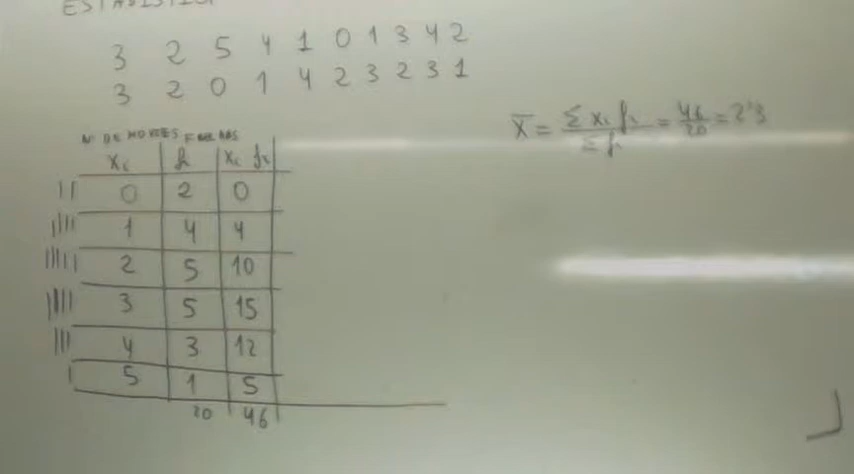 3 2 5 4 1 0 1 3 4 2
3 2 0 1 4 2 3 2 3 1
X̄ = Σ xᵢ fᵢ / Σ fᵢ = 46/20 = 2'3
Nº DE
xᵢ fᵢ xᵢ fᵢ
|| 0 2 0
|||| 1 4 4
||||| 2 5 10
||||| 3 5 15
||| 4 3 12
| 5 1 5
20 46